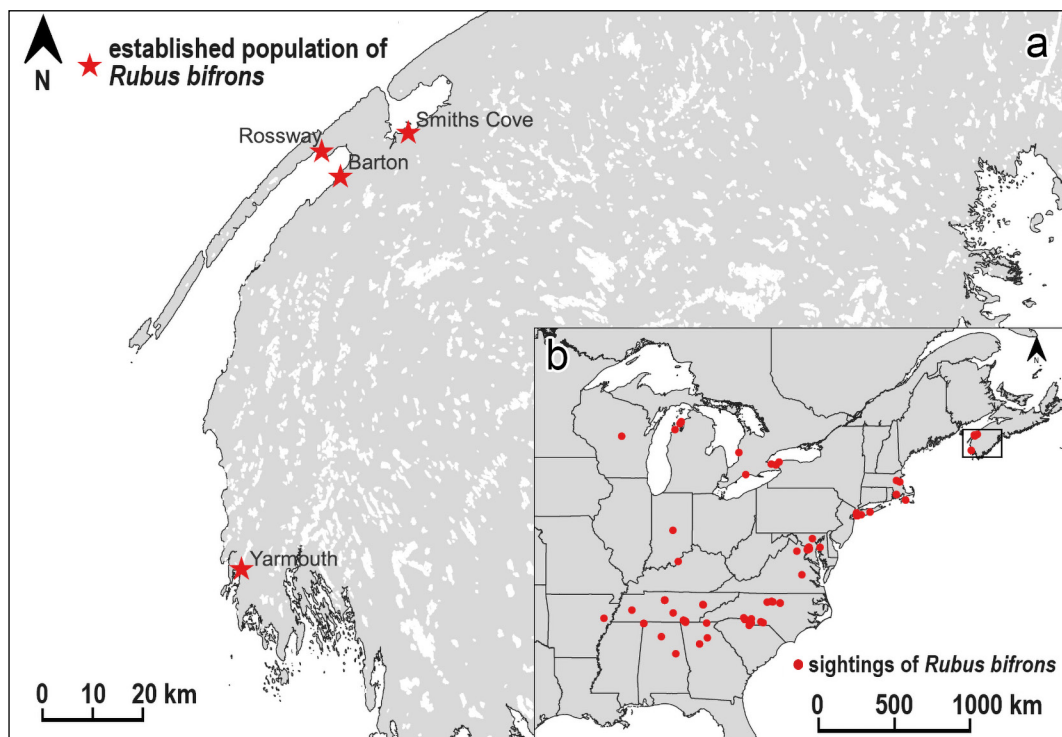 a
N
established population of
Rubus bifrons
Smiths Cove
Rossway
Barton
Yarmouth
0 10 20 km
b
N
sightings of Rubus bifrons
0 500 1000 km